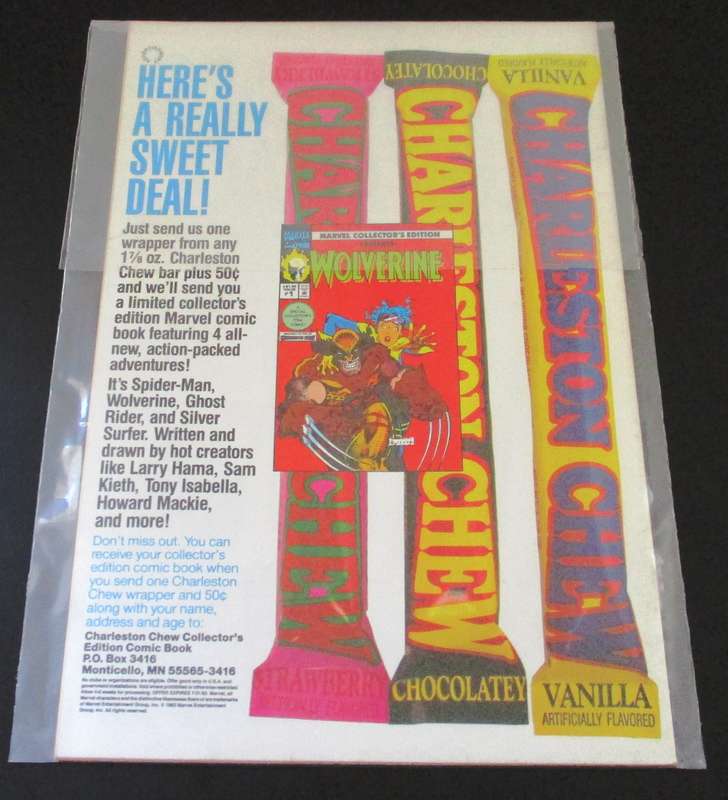 HERE'S
A REALLY
SWEET
DEAL!
Just send us one
wrapper from any
1⅞ oz. Charleston
Chew bar plus 50¢
and we'll send you
a limited collector's
edition Marvel comic
book featuring 4 all-
new, action-packed
adventures!
It's Spider-Man,
Wolverine, Ghost
Rider, and Silver
Surfer. Written and
drawn by hot creators
like Larry Hama, Sam
Kieth, Tony Isabella,
Howard Mackie,
and more!
Don't miss out. You can
receive your collector's
edition comic book when
you send one Charleston
Chew wrapper and 50¢
along with your name,
address and age to:
Charleston Chew Collector's
Edition Comic Book
P.O. Box 3416
Monticello, MN 55565-3416
STRAWBERRY
CHARLESTON CHEW
STRAWBERRY
CHOCOLATEY
CHARLESTON CHEW
CHOCOLATEY
VANILLA
ARTIFICIALLY FLAVORED
CHARLESTON CHEW
VANILLA
ARTIFICIALLY FLAVORED
MARVEL COLLECTOR'S EDITION
WOLVERINE
#1